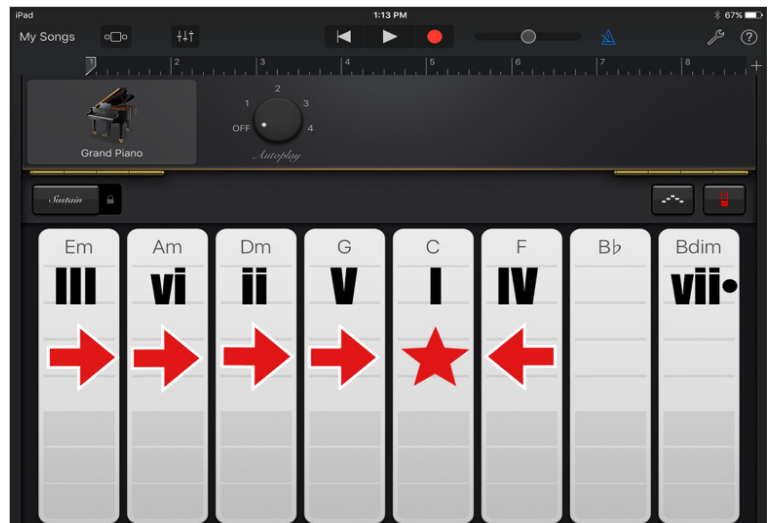 iPad 1:13 PM 67%
My Songs
1 2 3 4 5 6 7 8 +
2
1 3
OFF 4
Grand Piano Autoplay
Sustain
Em Am Dm G C F B♭ Bdim
III vi ii V I IV vii•